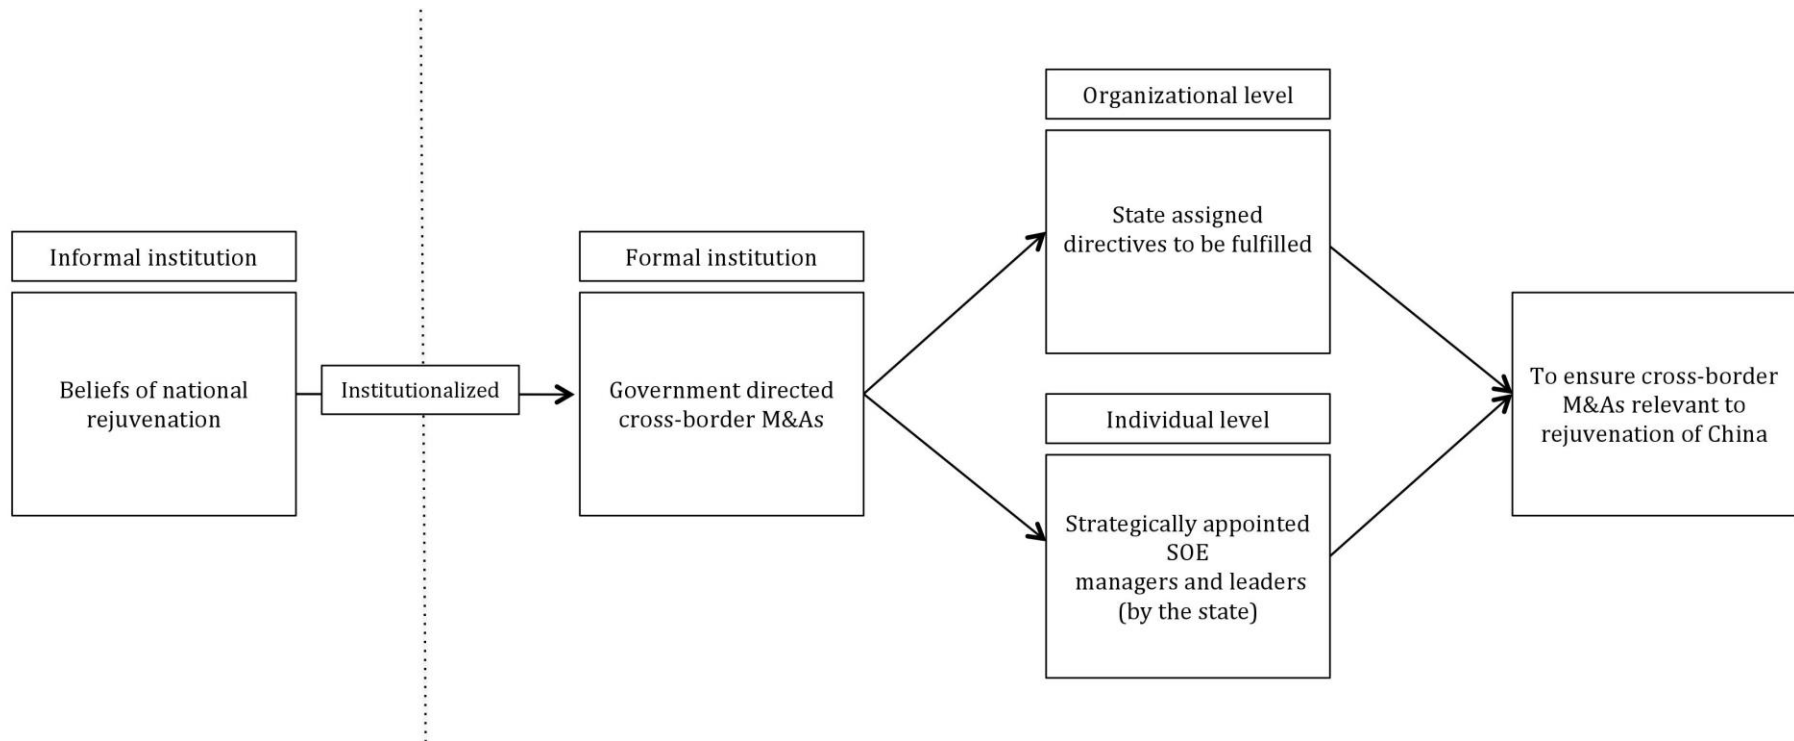 Informal institution
Beliefs of national
rejuvenation
Institutionalized
Formal institution
Government directed
cross-border M&As
Organizational level
State assigned
directives to be fulfilled
Individual level
Strategically appointed
SOE
managers and leaders
(by the state)
To ensure cross-border
M&As relevant to
rejuvenation of China